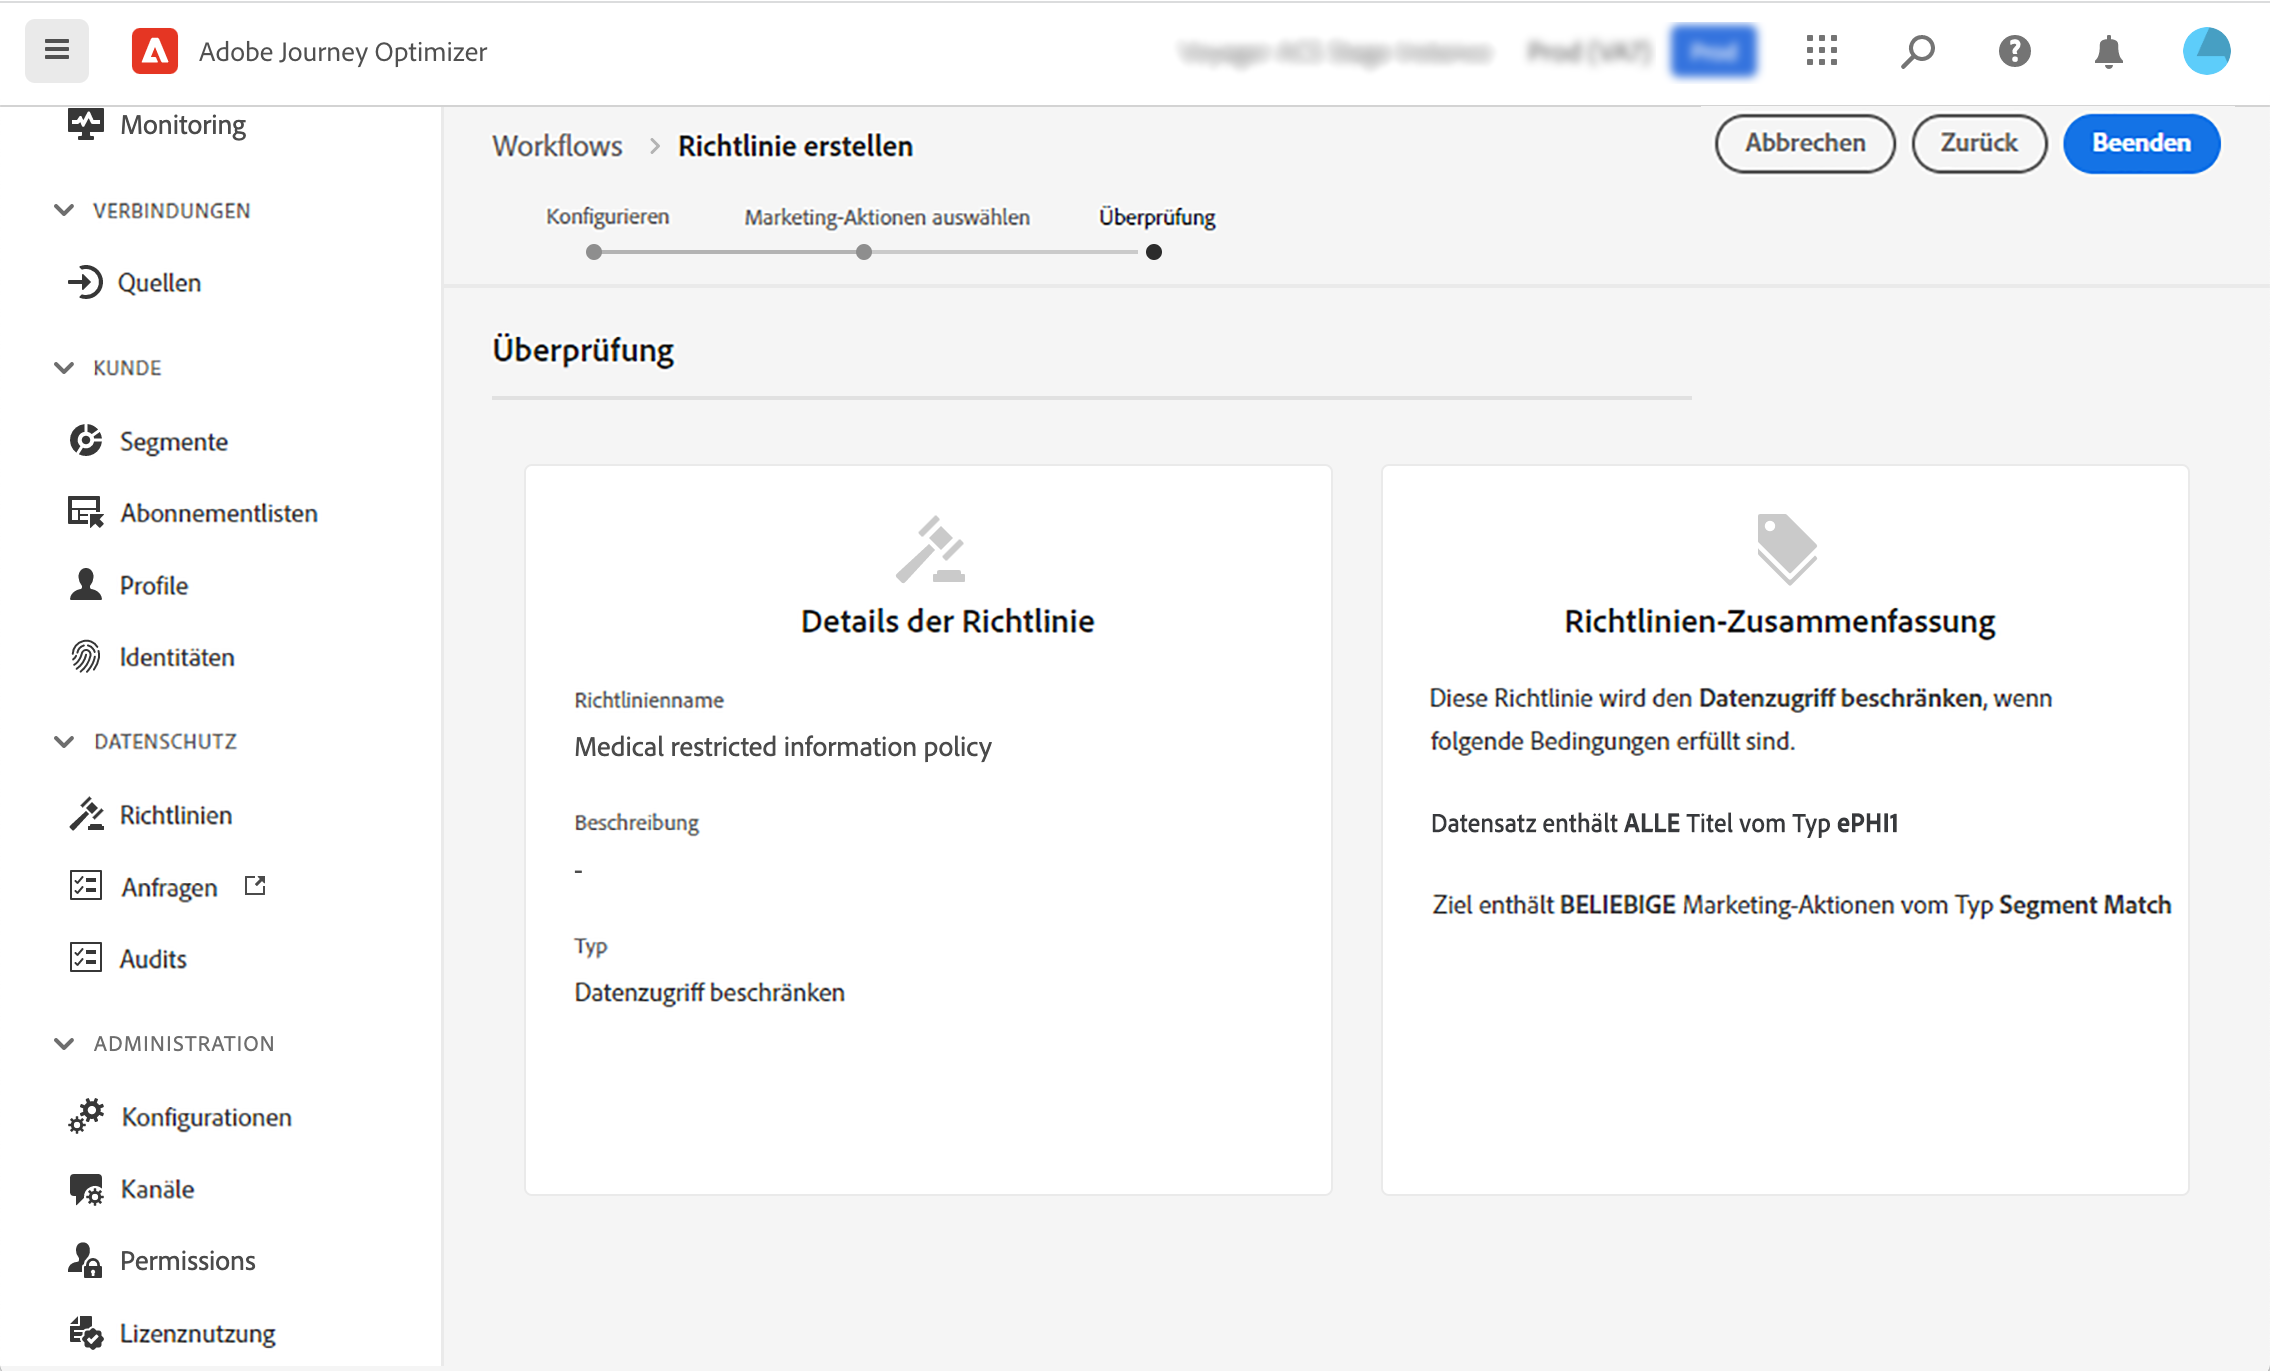 Adobe Journey Optimizer
Monitoring
VERBINDUNGEN
Quellen
KUNDE
Segmente
Abonnementlisten
Profile
Identitäten
DATENSCHUTZ
Richtlinien
Anfragen
Audits
ADMINISTRATION
Konfigurationen
Kanäle
Permissions
Lizenznutzung
Workflows > Richtlinie erstellen
Abbrechen
Zurück
Beenden
Konfigurieren
Marketing-Aktionen auswählen
Überprüfung
Überprüfung
Details der Richtlinie
Richtlinienname
Medical restricted information policy
Beschreibung
-
Typ
Datenzugriff beschränken
Richtlinien-Zusammenfassung
Diese Richtlinie wird den Datenzugriff beschränken, wenn
folgende Bedingungen erfüllt sind.
Datensatz enthält ALLE Titel vom Typ ePHI1
Ziel enthält BELIEBIGE Marketing-Aktionen vom Typ Segment Match